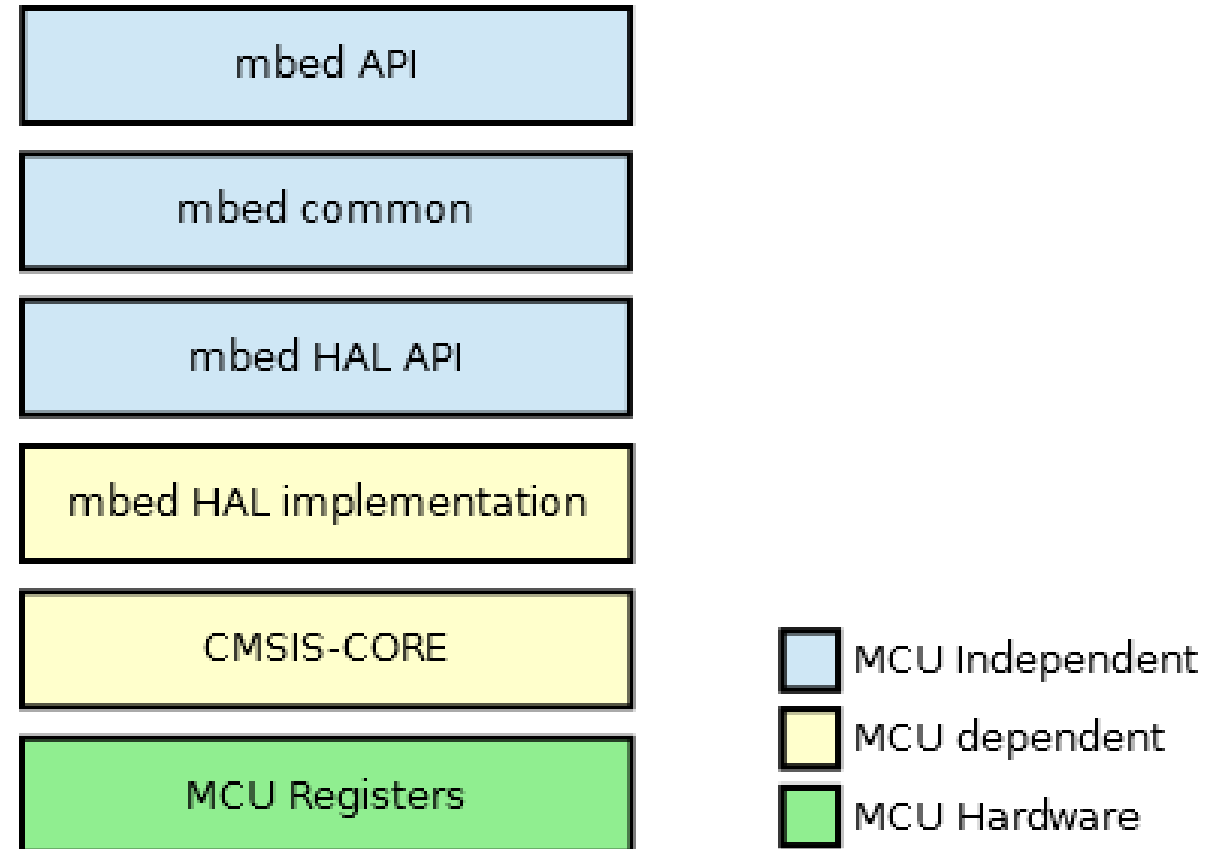 mbed API
mbed common
mbed HAL API
mbed HAL implementation
CMSIS-CORE
MCU Registers
MCU Independent
MCU dependent
MCU Hardware